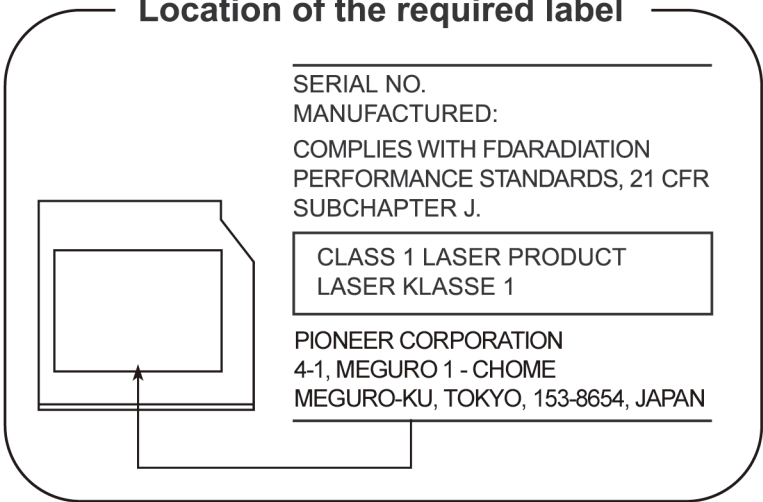 Location of the required label
SERIAL NO.
MANUFACTURED:
COMPLIES WITH FDARADIATION
PERFORMANCE STANDARDS, 21 CFR
SUBCHAPTER J.
CLASS 1 LASER PRODUCT
LASER KLASSE 1
PIONEER CORPORATION
4-1, MEGURO 1 - CHOME
MEGURO-KU, TOKYO, 153-8654, JAPAN